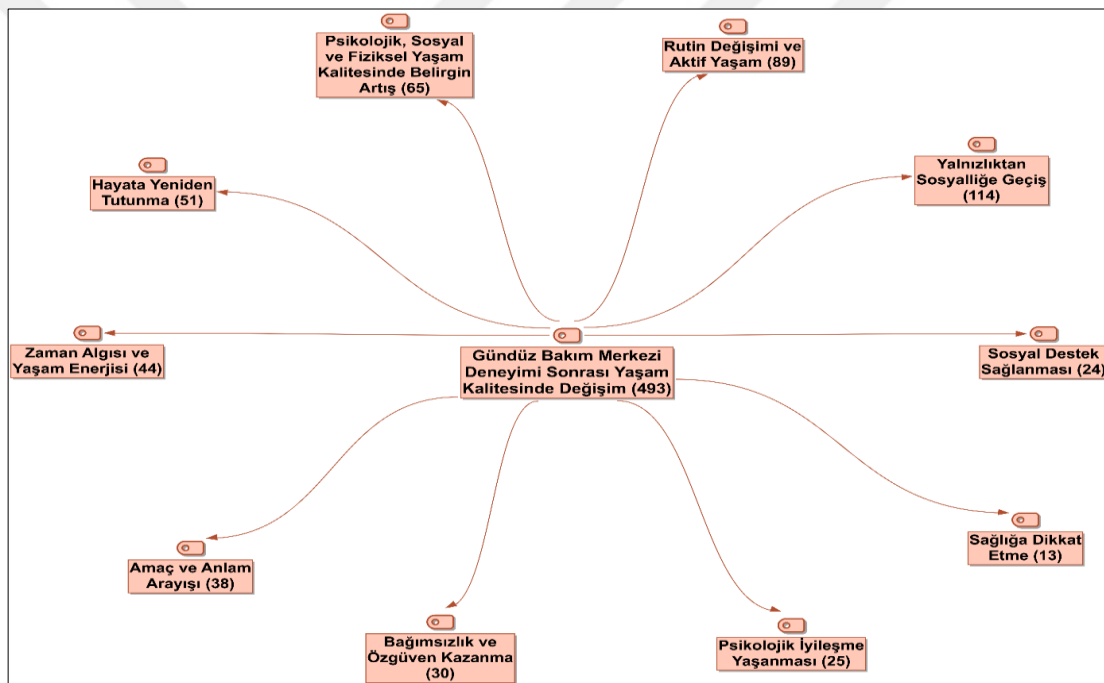 Psikolojik, Sosyal
ve Fiziksel Yaşam
Kalitesinde Belirgin
Artış (65)
Rutin Değişimi ve
Aktif Yaşam (89)
Hayata Yeniden
Tutunma (51)
Yalnızlıktan
Sosyalliğe Geçiş
(114)
Zaman Algısı ve
Yaşam Enerjisi (44)
Gündüz Bakım Merkezi
Deneyimi Sonrası Yaşam
Kalitesinde Değişim (493)
Sosyal Destek
Sağlanması (24)
Amaç ve Anlam
Arayışı (38)
Sağlığa Dikkat
Etme (13)
Bağımsızlık ve
Özgüven Kazanma
(30)
Psikolojik İyileşme
Yaşanması (25)